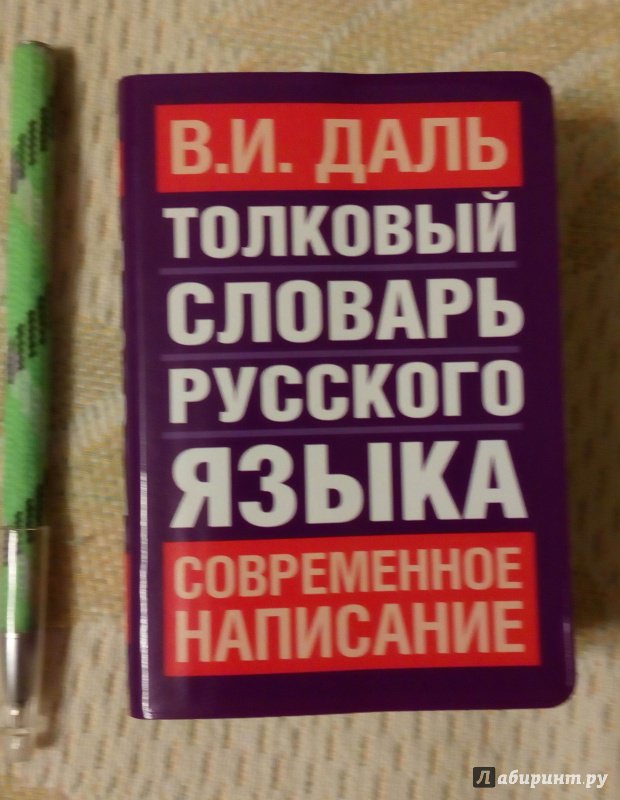 В.И. ДАЛЬ
ТОЛКОВЫЙ
СЛОВАРЬ
РУССКОГО
ЯЗЫКА
СОВРЕМЕННОЕ
НАПИСАНИЕ
Лабиринт.ру